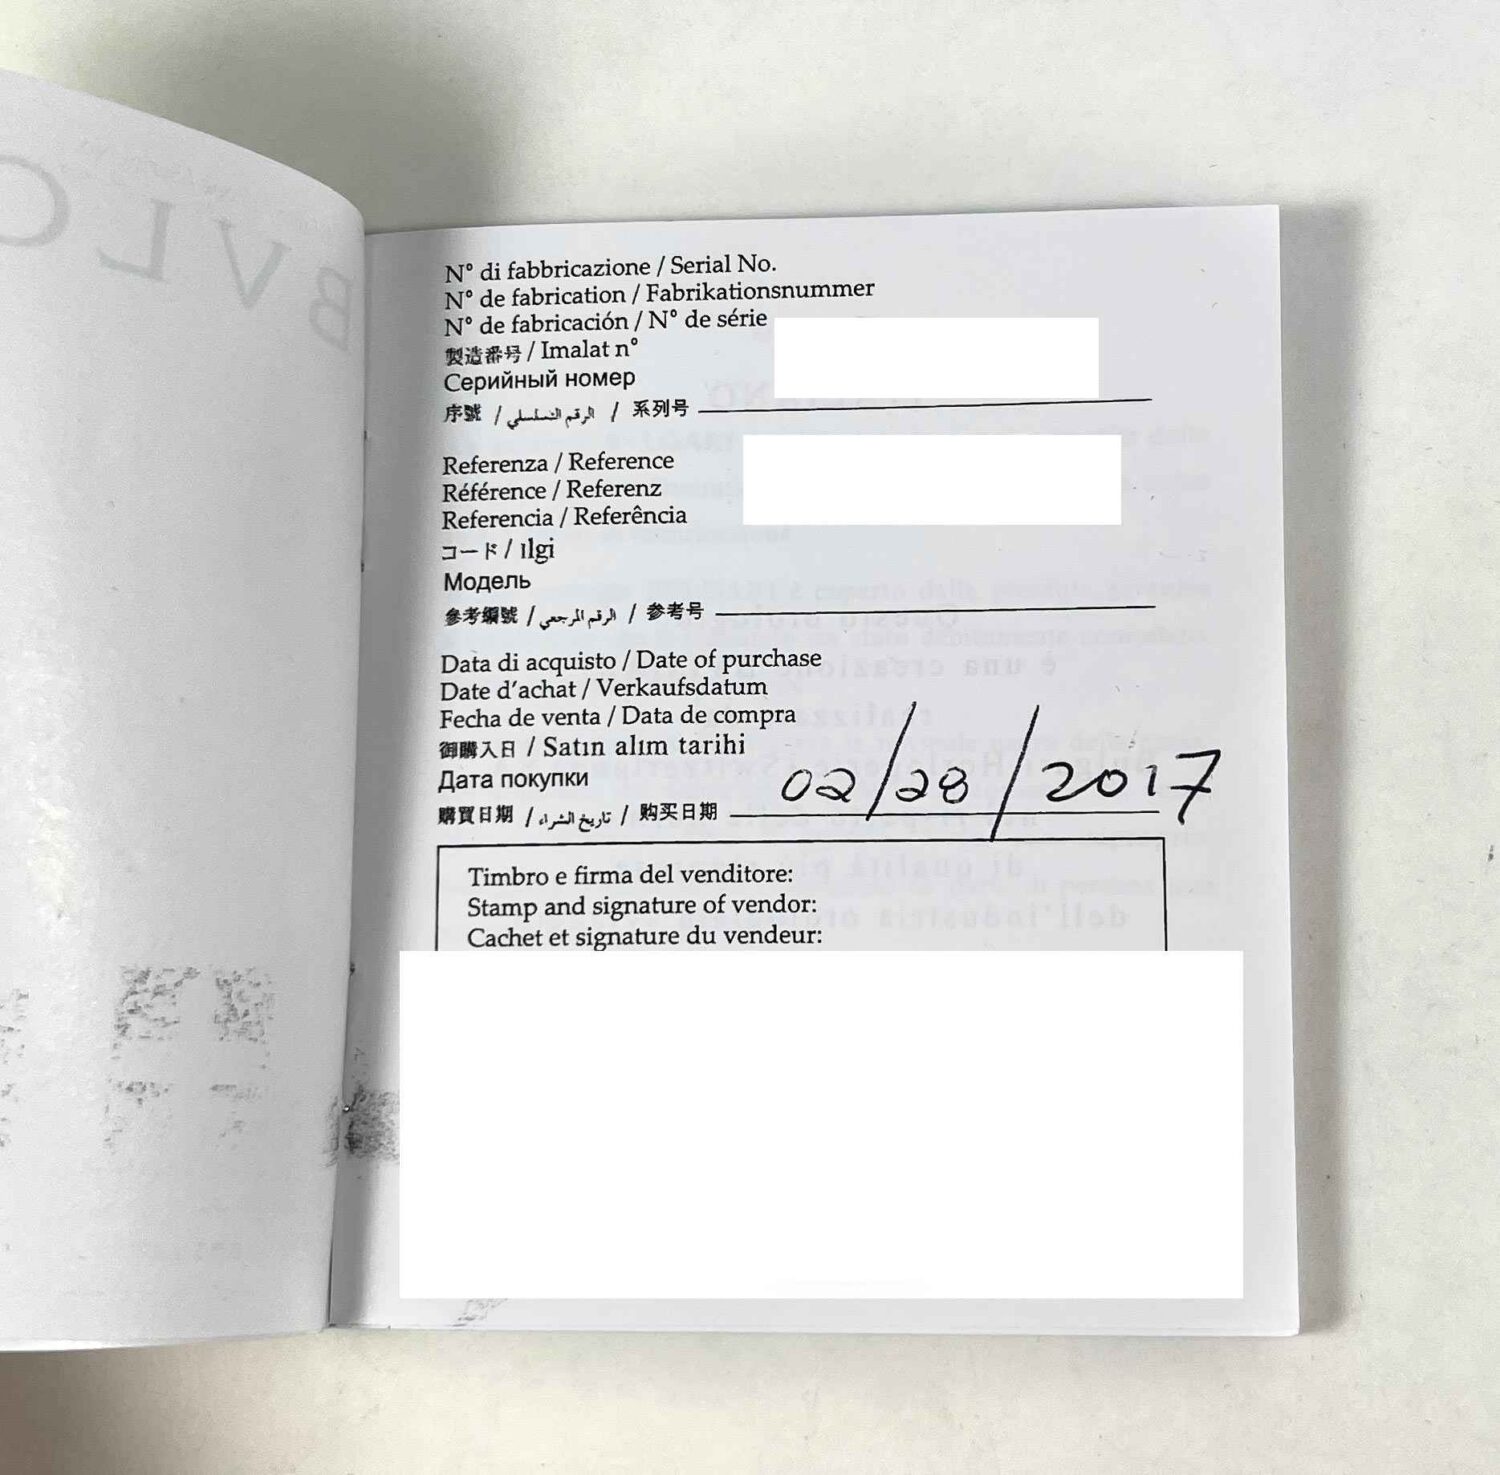 N° di fabbricazione / Serial No.
N° de fabrication / Fabrikationsnummer
N° de fabricación / N° de série
製造番号 / Imalat n°
Серийный номер
序號 / الرقم التسلسلي / 系列号
Referenza / Reference
Référence / Referenz
Referencia / Referência
コード / Ilgi
Модель
參考編號 / الرقم المرجعي / 参考号
Data di acquisto / Date of purchase
Date d'achat / Verkaufsdatum
Fecha de venta / Data de compra
御購入日 / Satın alım tarihi
Дата покупки
購買日期 / تاريخ الشراء / 购买日期
02/28/2017
Timbro e firma del venditore:
Stamp and signature of vendor:
Cachet et signature du vendeur: